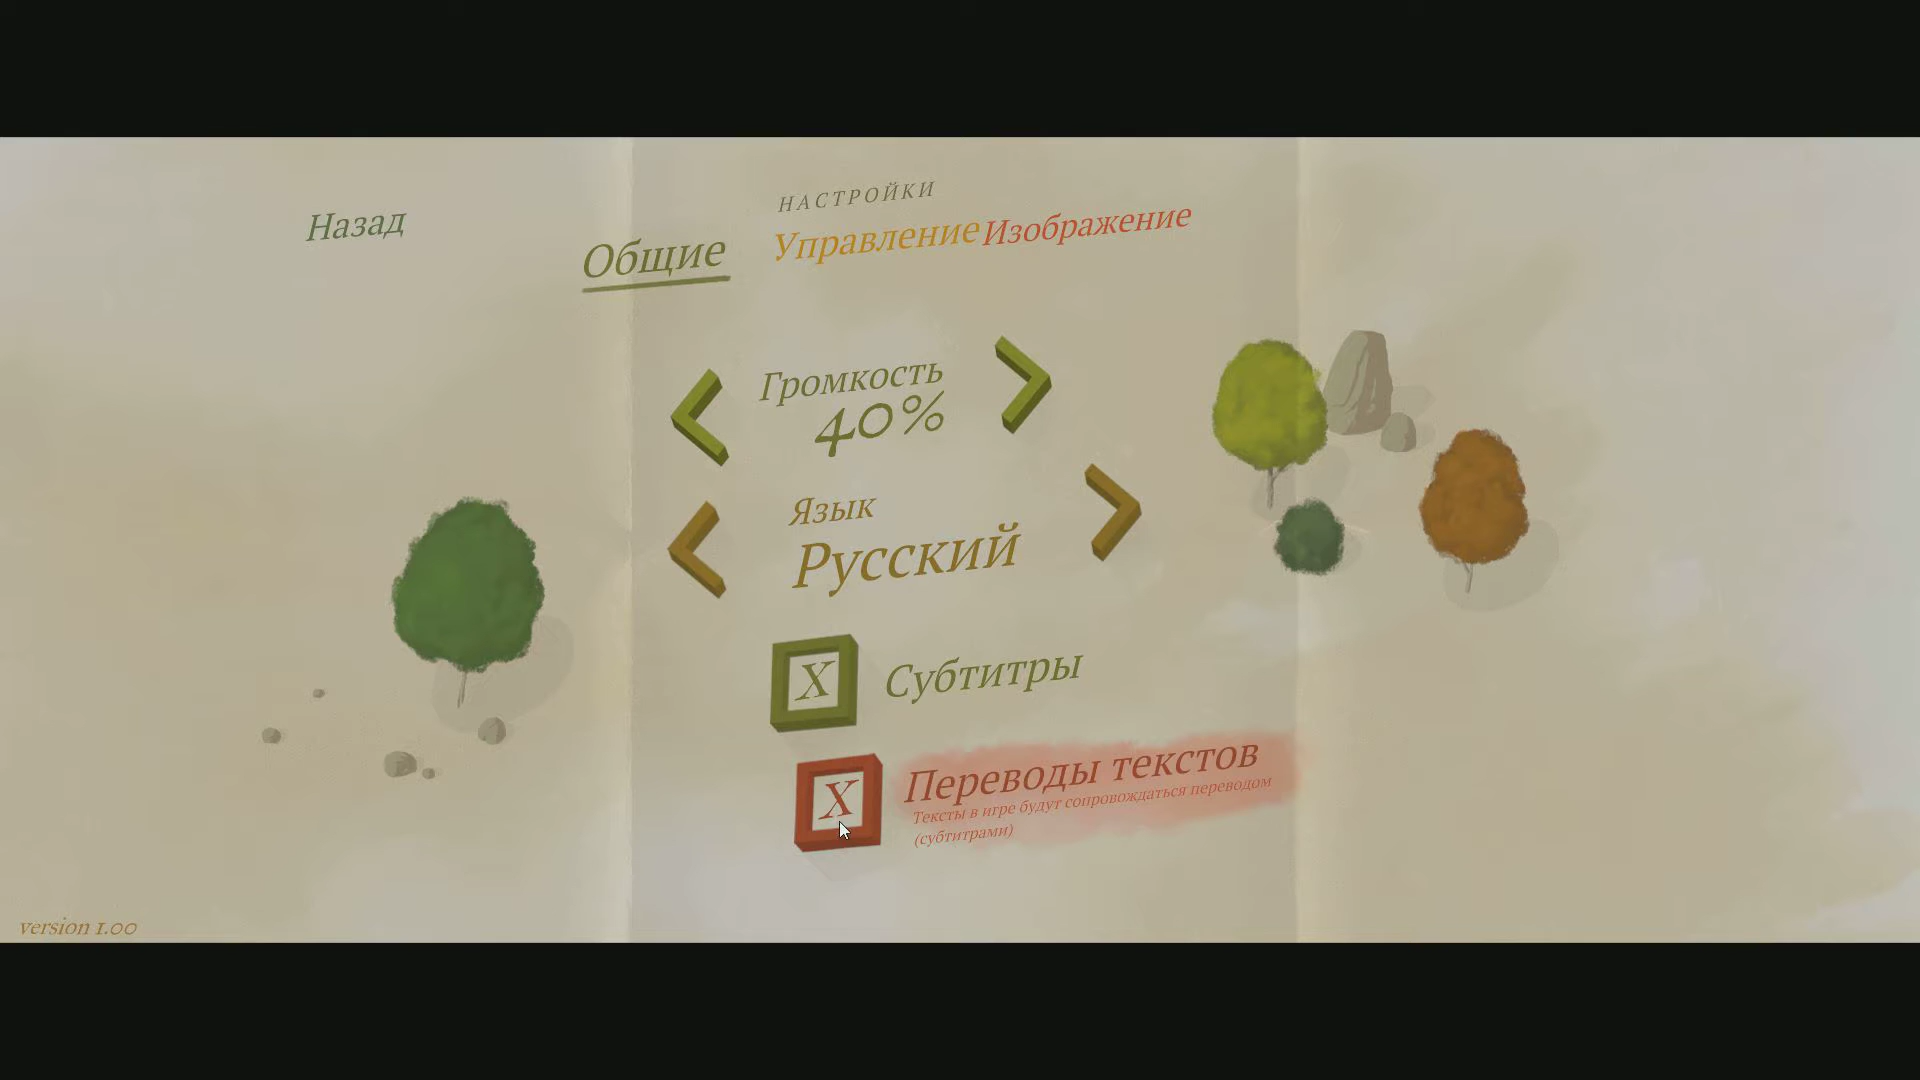 Назад
НАСТРОЙКИ
Общие
Управление
Изображение
Громкость
40%
Язык
Русский
X Субтитры
X Переводы текстов
Тексты в игре будут сопровождаться переводом
(субтитрами)
version 1.00